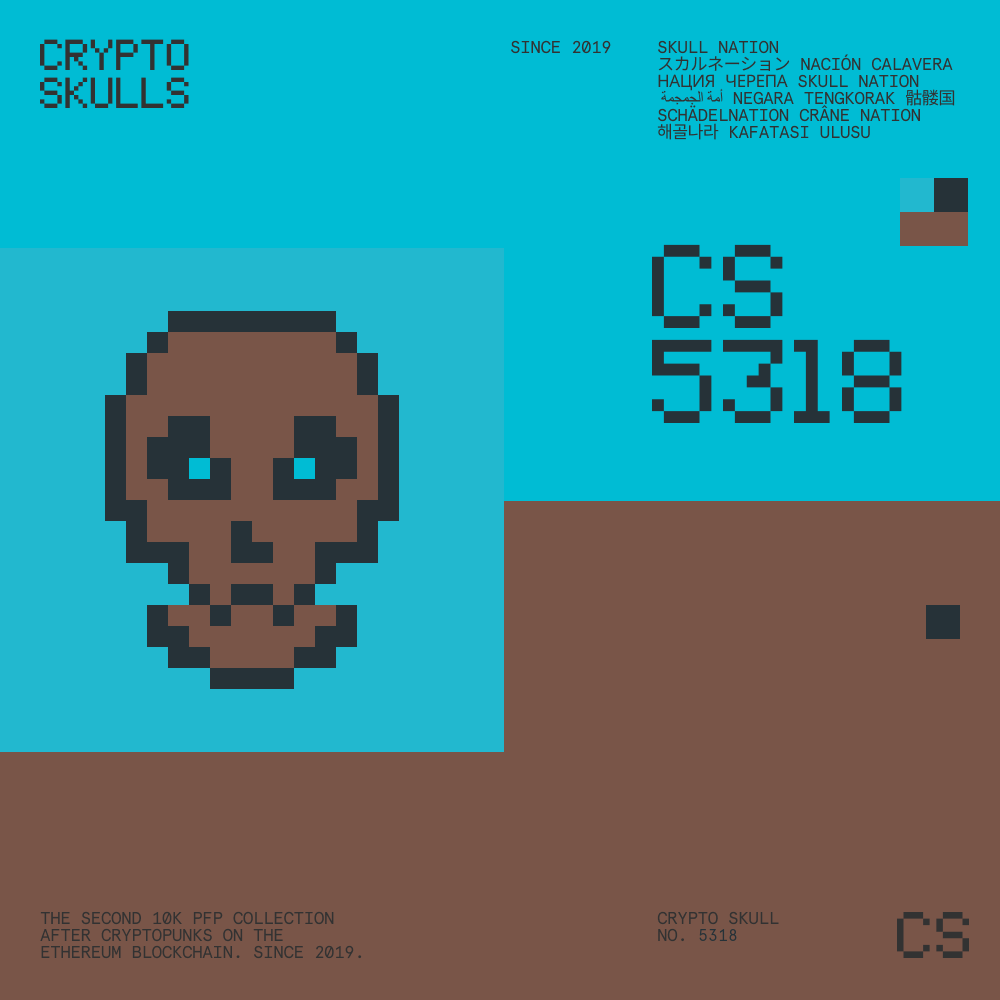 CRYPTO
SKULLS
SINCE 2019
SKULL NATION
スカルネーション NACIÓN CALAVERA
НАЦИЯ ЧЕРЕПА SKULL NATION
أمة الجمجمة NEGARA TENGKORAK 骷髅国
SCHÄDELNATION CRÂNE NATION
해골나라 KAFATASI ULUSU
CS
5318
THE SECOND 10K PFP COLLECTION
AFTER CRYPTOPUNKS ON THE
ETHEREUM BLOCKCHAIN. SINCE 2019.
CRYPTO SKULL
NO. 5318
CS